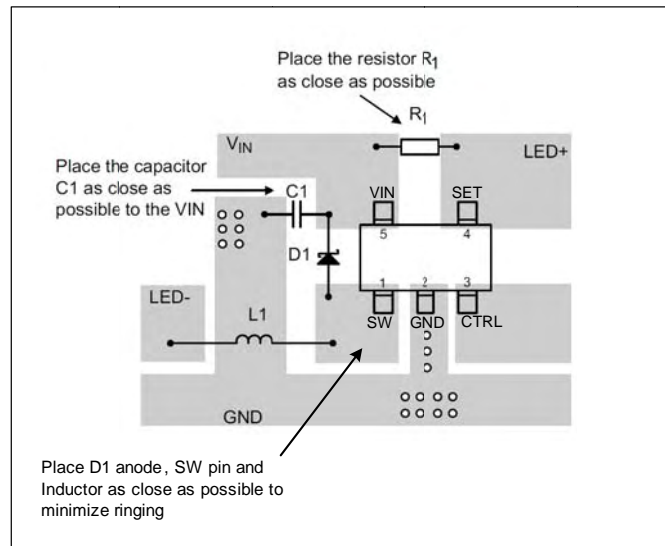 Place the resistor R1
as close as possible
R1
VIN
LED+
Place the capacitor
C1 as close as
possible to the VIN
C1
VIN
SET
5
4
D1
LED-
L1
1
2
3
SW
GND
CTRL
GND
Place D1 anode, SW pin and
Inductor as close as possible to
minimize ringing